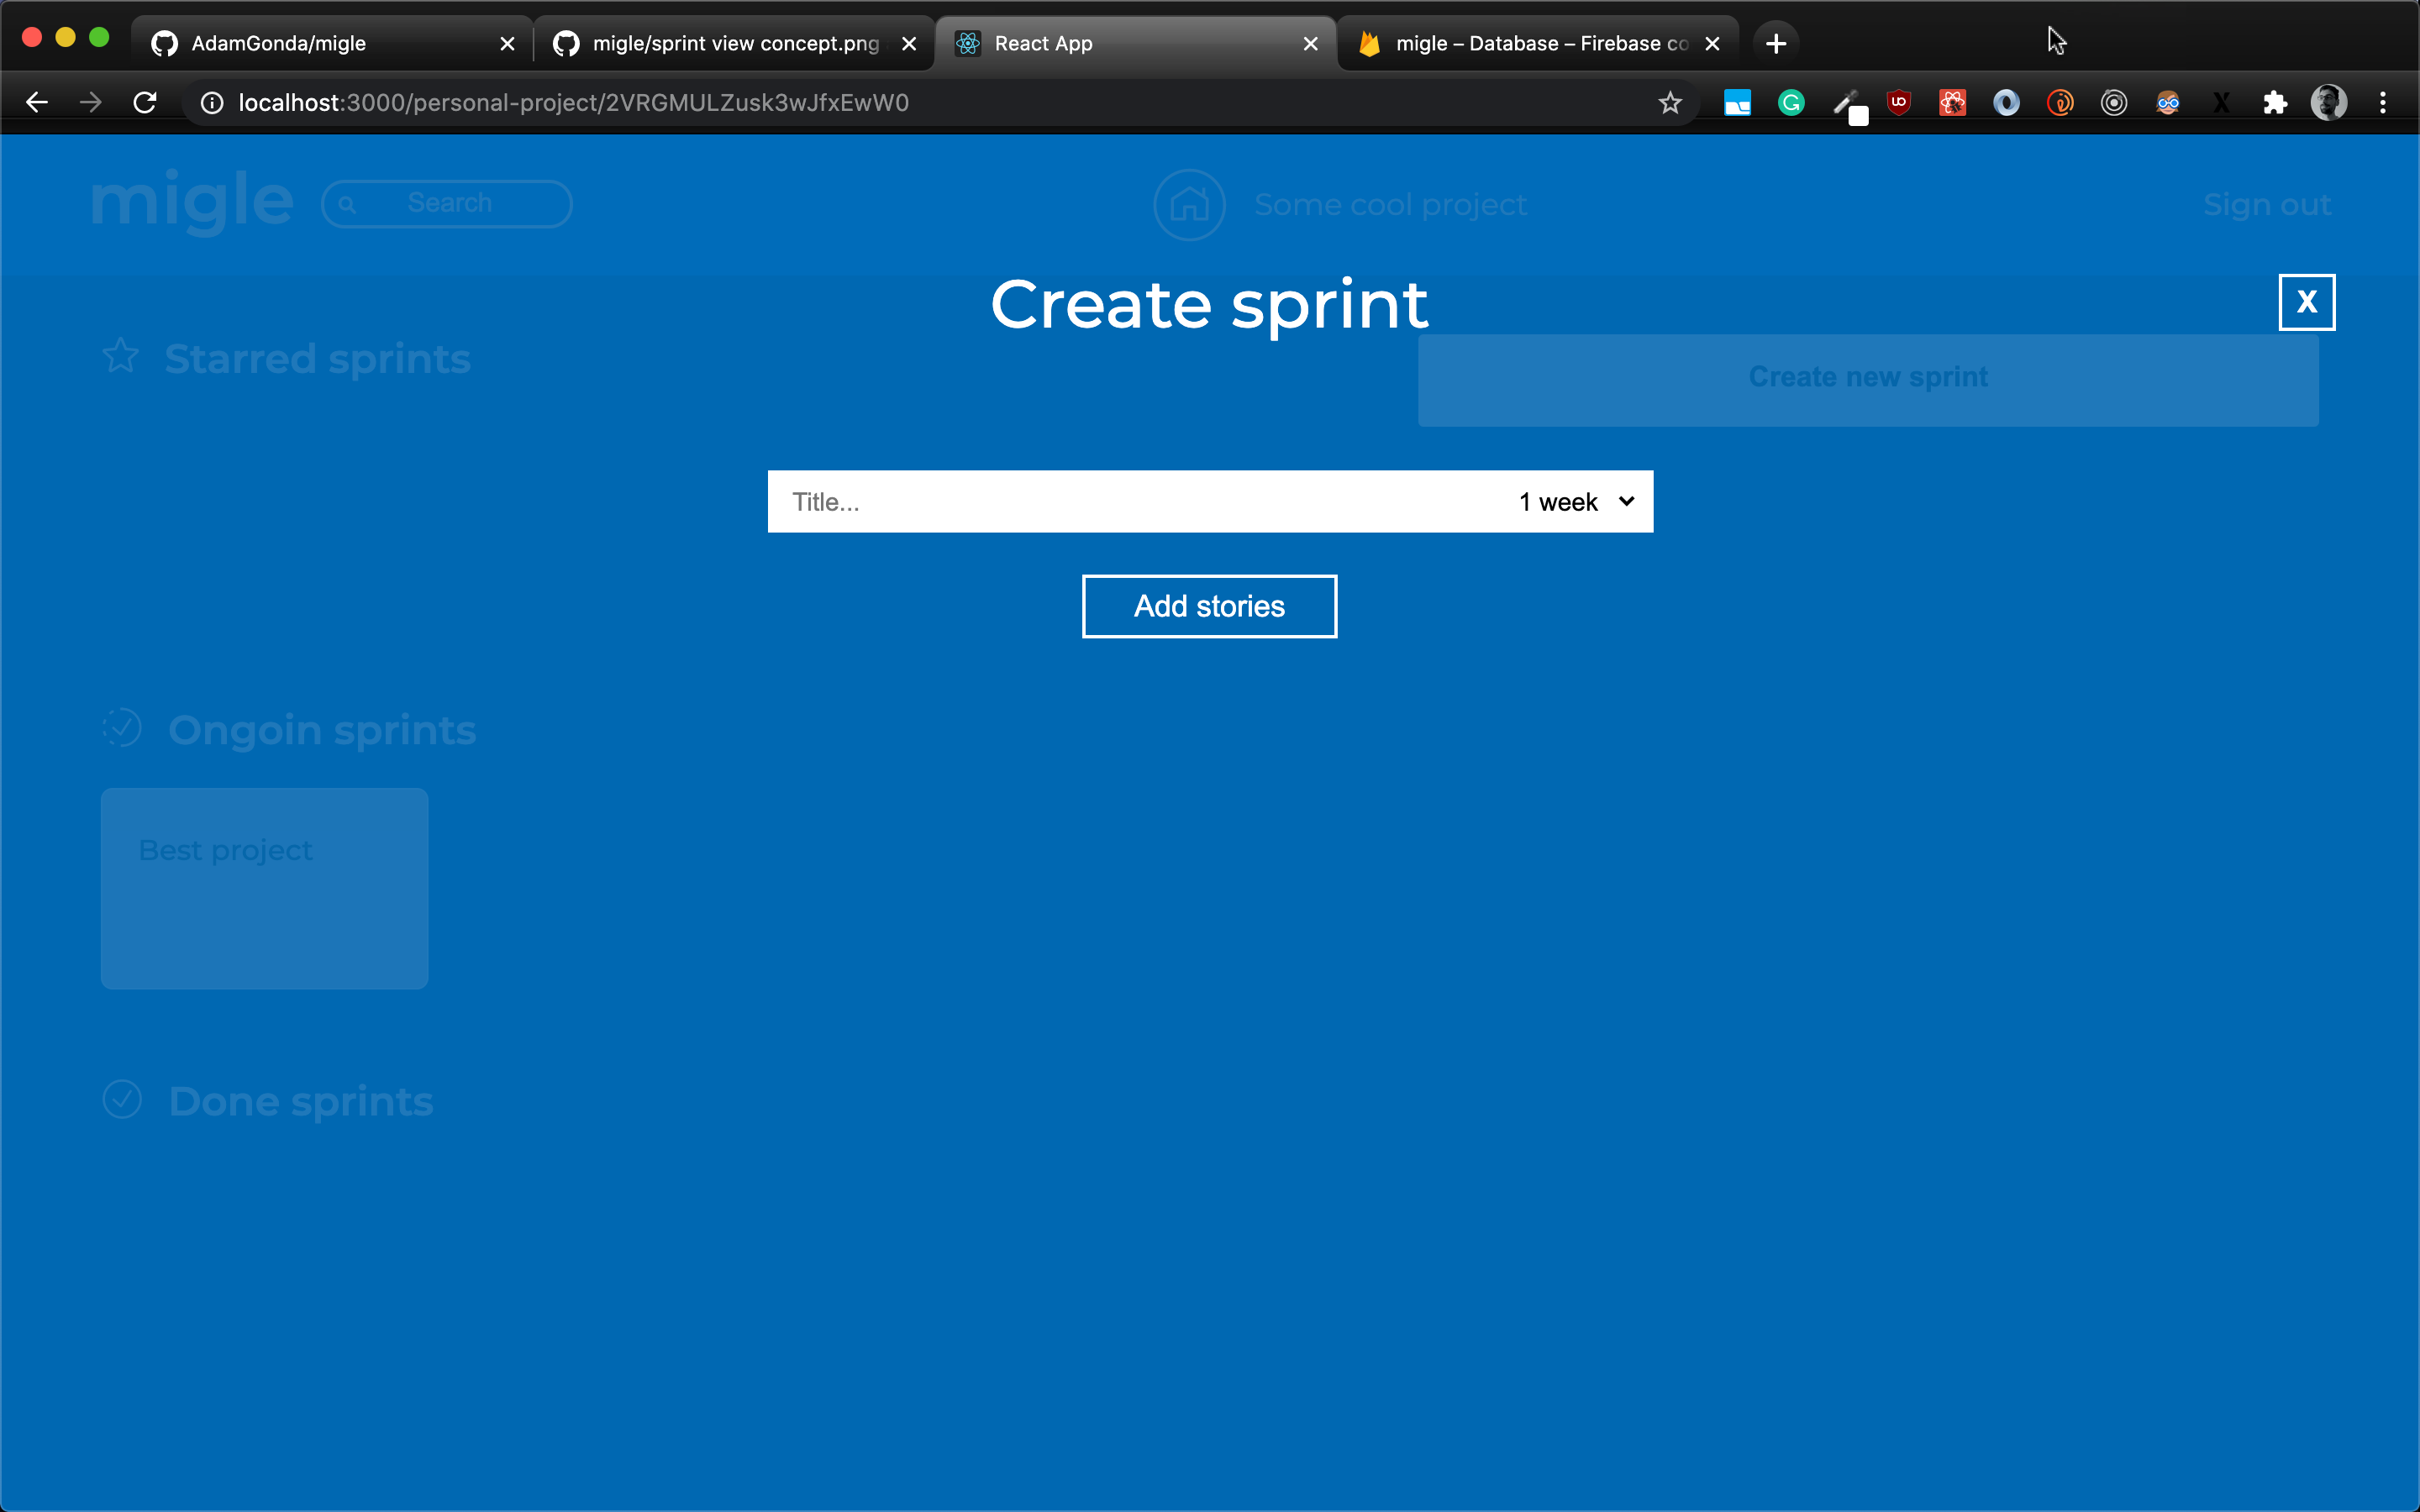 AdamGonda/migle
migle/sprint view concept.png
React App
migle – Database – Firebase co
localhost:3000/personal-project/2VRGMULZusk3wJfxEwW0
migle
Search
Some cool project
Sign out
Create sprint
X
Starred sprints
Create new sprint
Title...
1 week
Add stories
Ongoin sprints
Best project
Done sprints